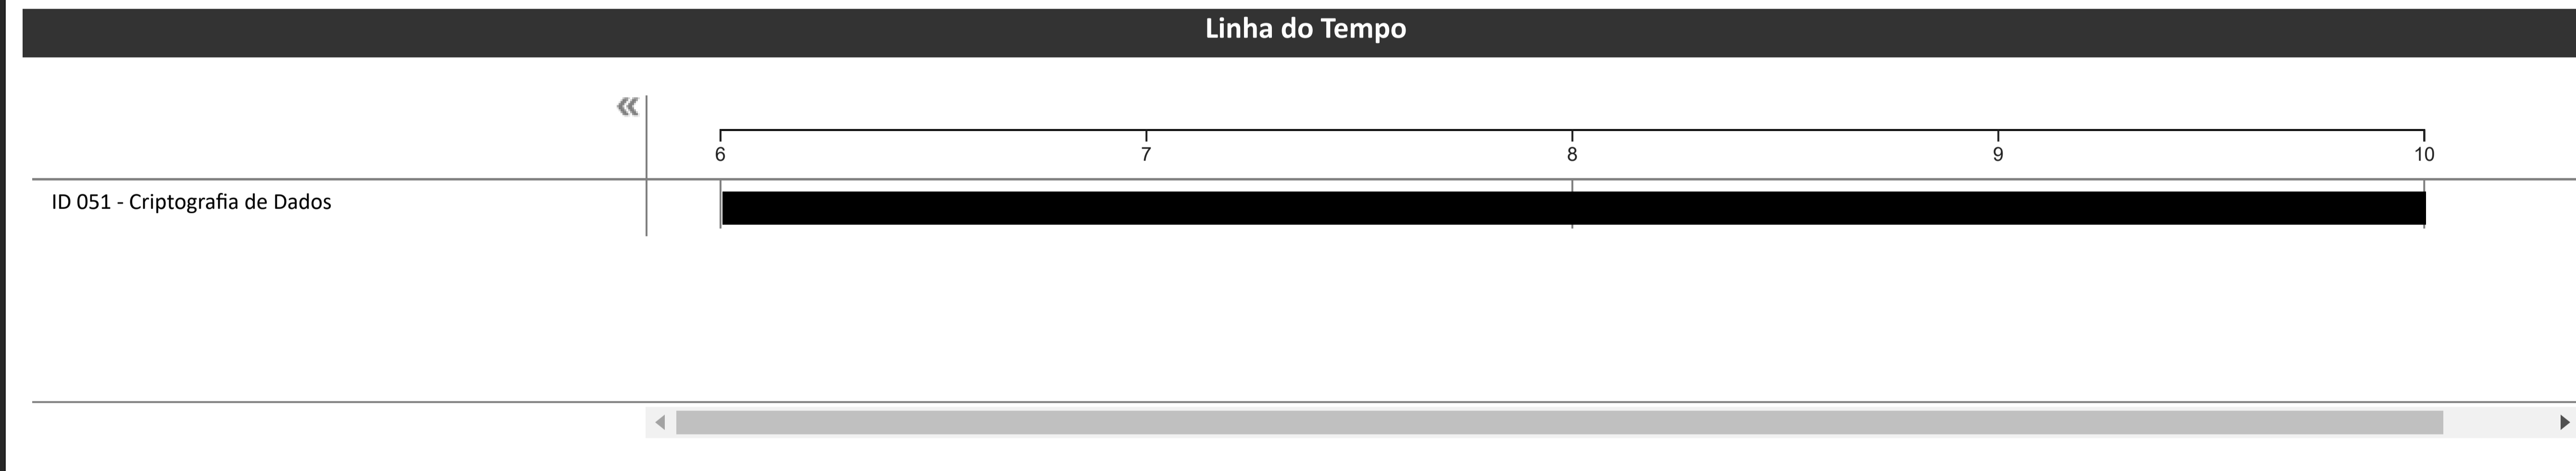 Linha do Tempo
«
6 7 8 9 10
ID 051 - Criptografia de Dados